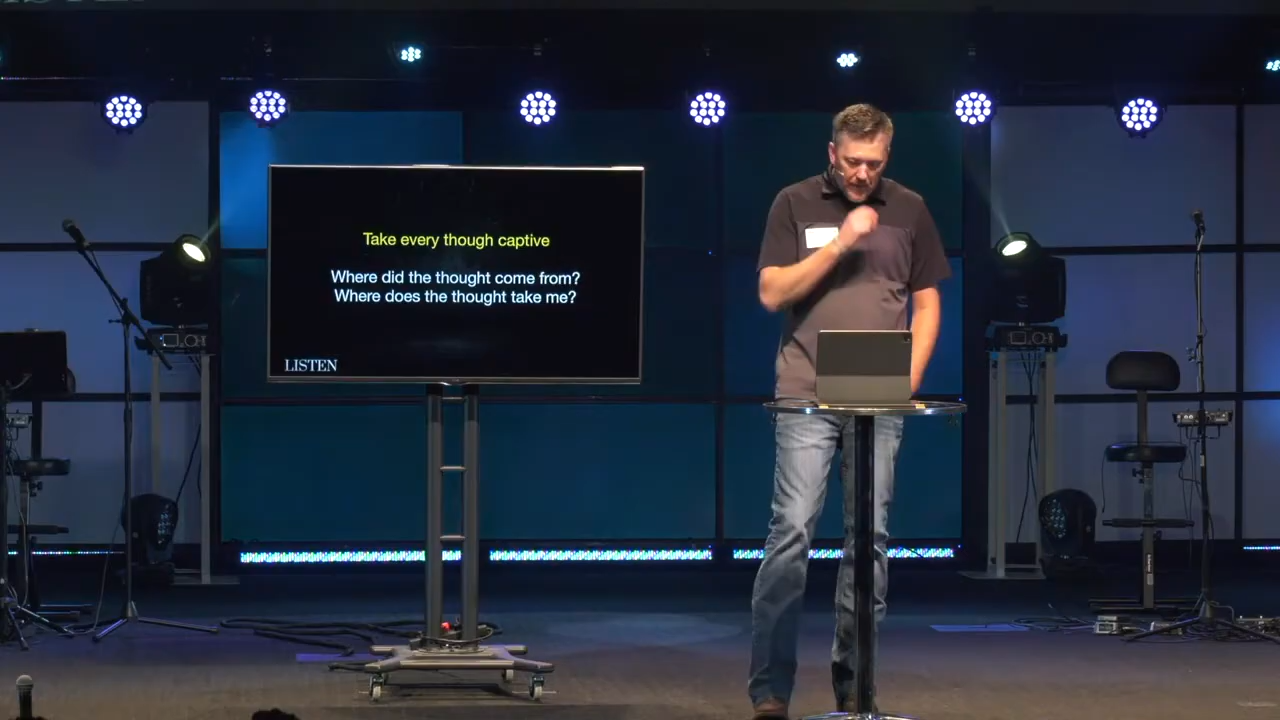 Take every though captive
Where did the thought come from?
Where does the thought take me?
LISTEN